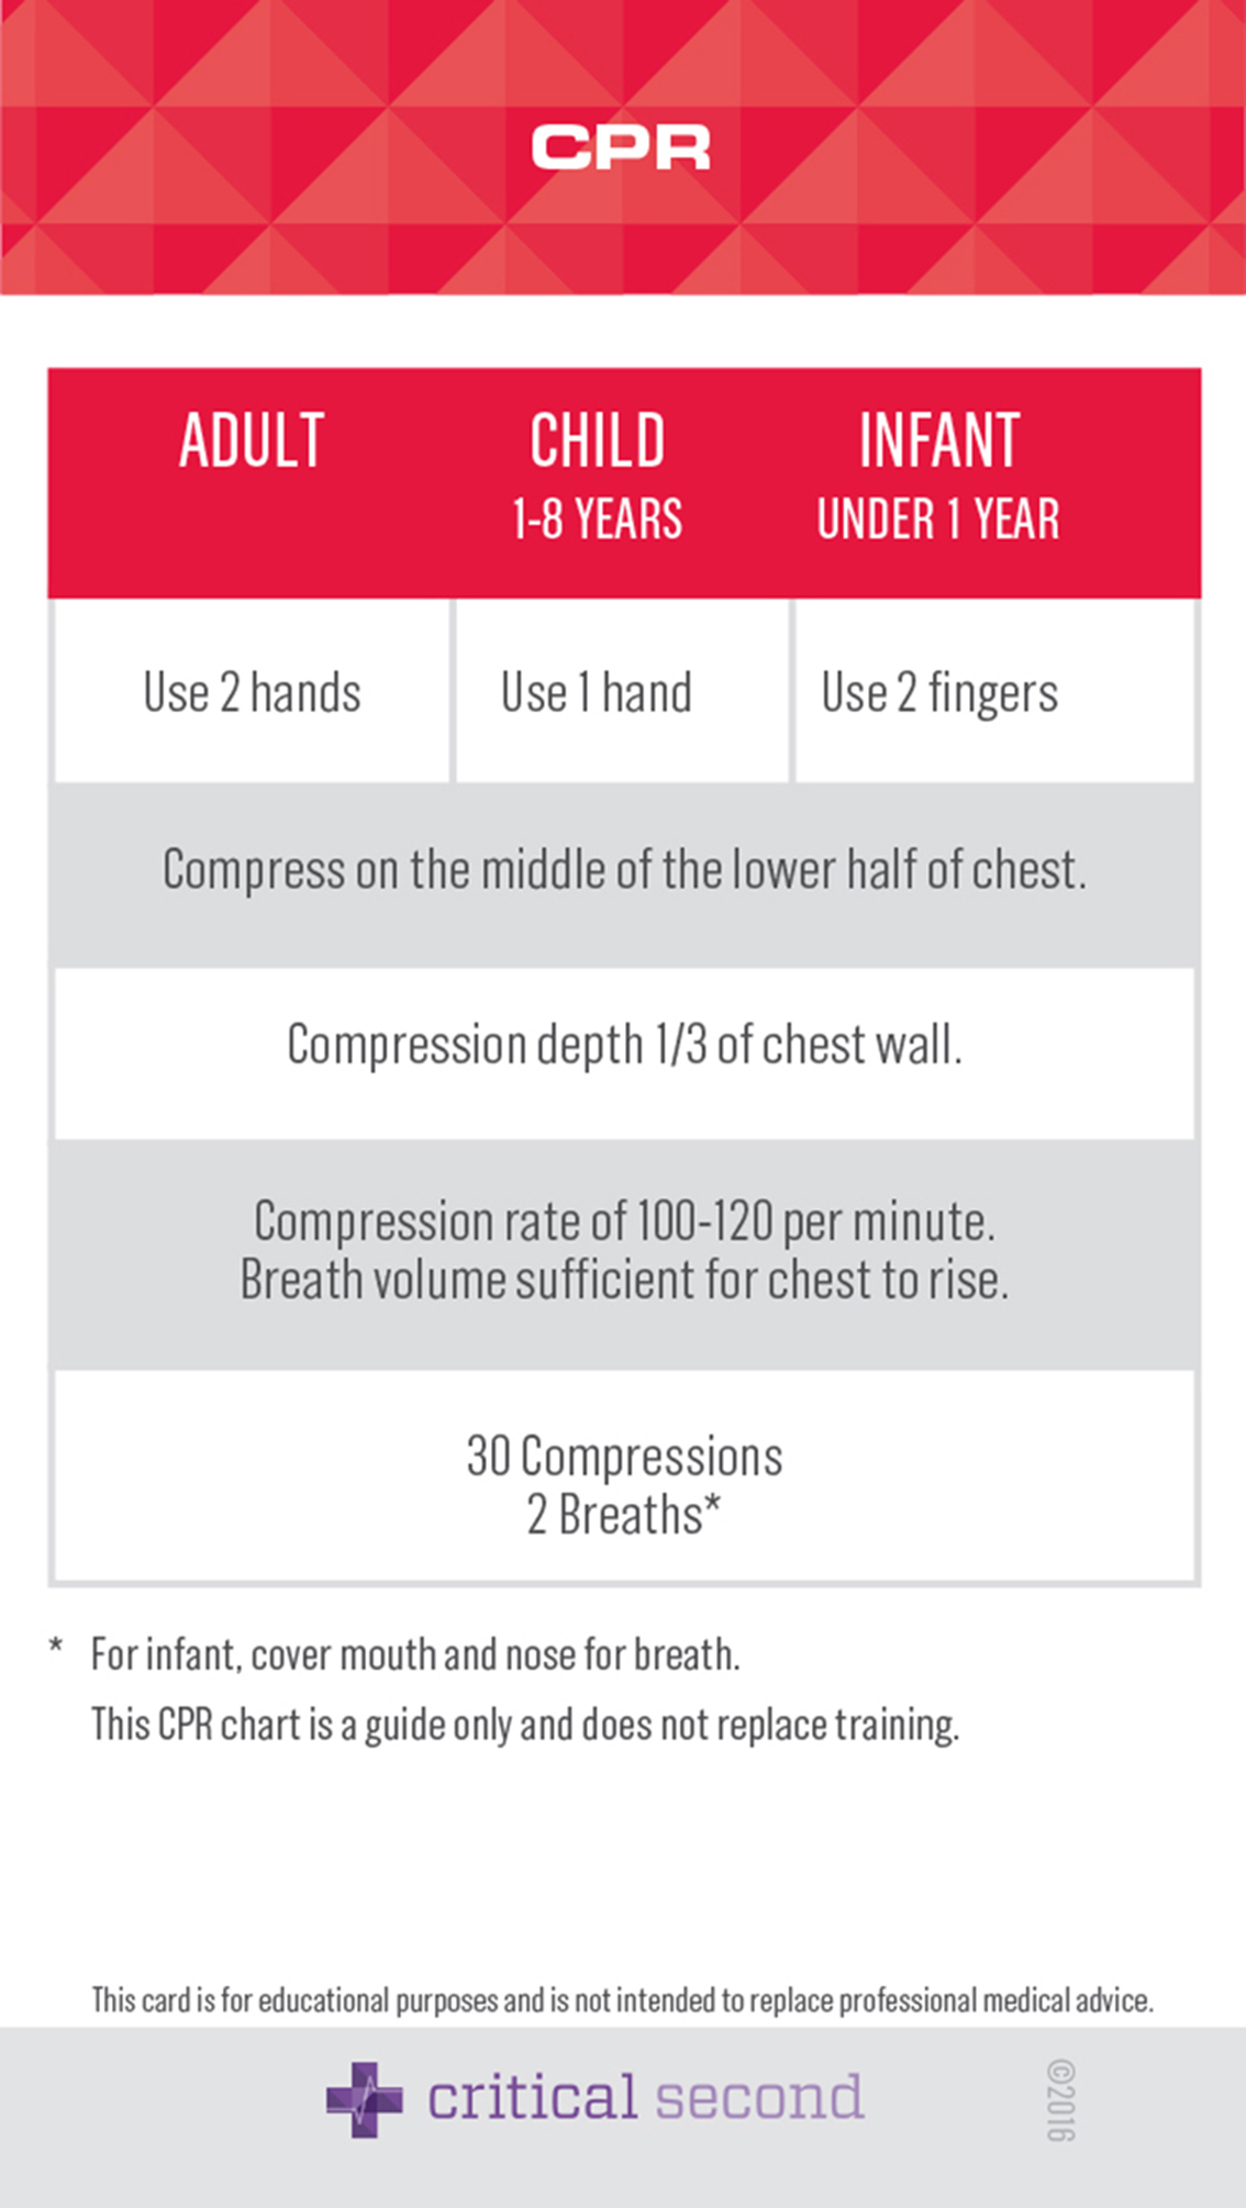 CPR
ADULT
CHILD
1-8 YEARS
INFANT
UNDER 1 YEAR
Use 2 hands
Use 1 hand
Use 2 fingers
Compress on the middle of the lower half of chest.
Compression depth 1/3 of chest wall.
Compression rate of 100-120 per minute.
Breath volume sufficient for chest to rise.
30 Compressions
2 Breaths*
* For infant, cover mouth and nose for breath.
This CPR chart is a guide only and does not replace training.
This card is for educational purposes and is not intended to replace professional medical advice.
critical second
©2016